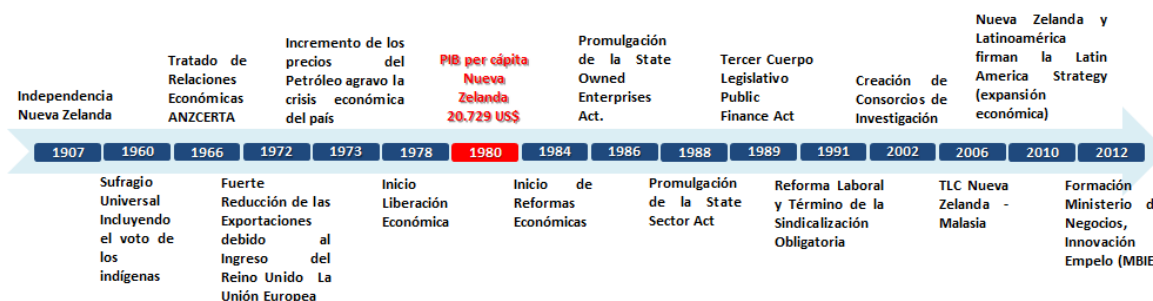 Independencia
Nueva Zelanda
Tratado de
Relaciones
Económicas
ANZCERTA
Incremento de los
precios del
Petróleo agravo la
crisis económica
del país
PIB per cápita
Nueva
Zelanda
20.729 US$
Promulgación
de la State
Owned
Enterprises
Act.
Tercer Cuerpo
Legislativo
Public
Finance Act
Creación de
Consorcios de
Investigación
Nueva Zelanda y
Latinoamérica
firman la Latin
America Strategy
(expansión
económica)
1907 1960 1966 1972 1973 1978 1980 1984 1986 1988 1989 1991 2002 2006 2010 2012
Sufragio
Universal
Incluyendo
el voto de
los
indígenas
Fuerte
Reducción de las
Exportaciones
debido al
Ingreso del
Reino Unido La
Unión Europea
Inicio
Liberación
Económica
Inicio de
Reformas
Económicas
Promulgación
de la State
Sector Act
Reforma Laboral
y Término de la
Sindicalización
Obligatoria
TLC Nueva
Zelanda -
Malasia
Formación
Ministerio d
Negocios,
Innovación
Empelo (MBIE